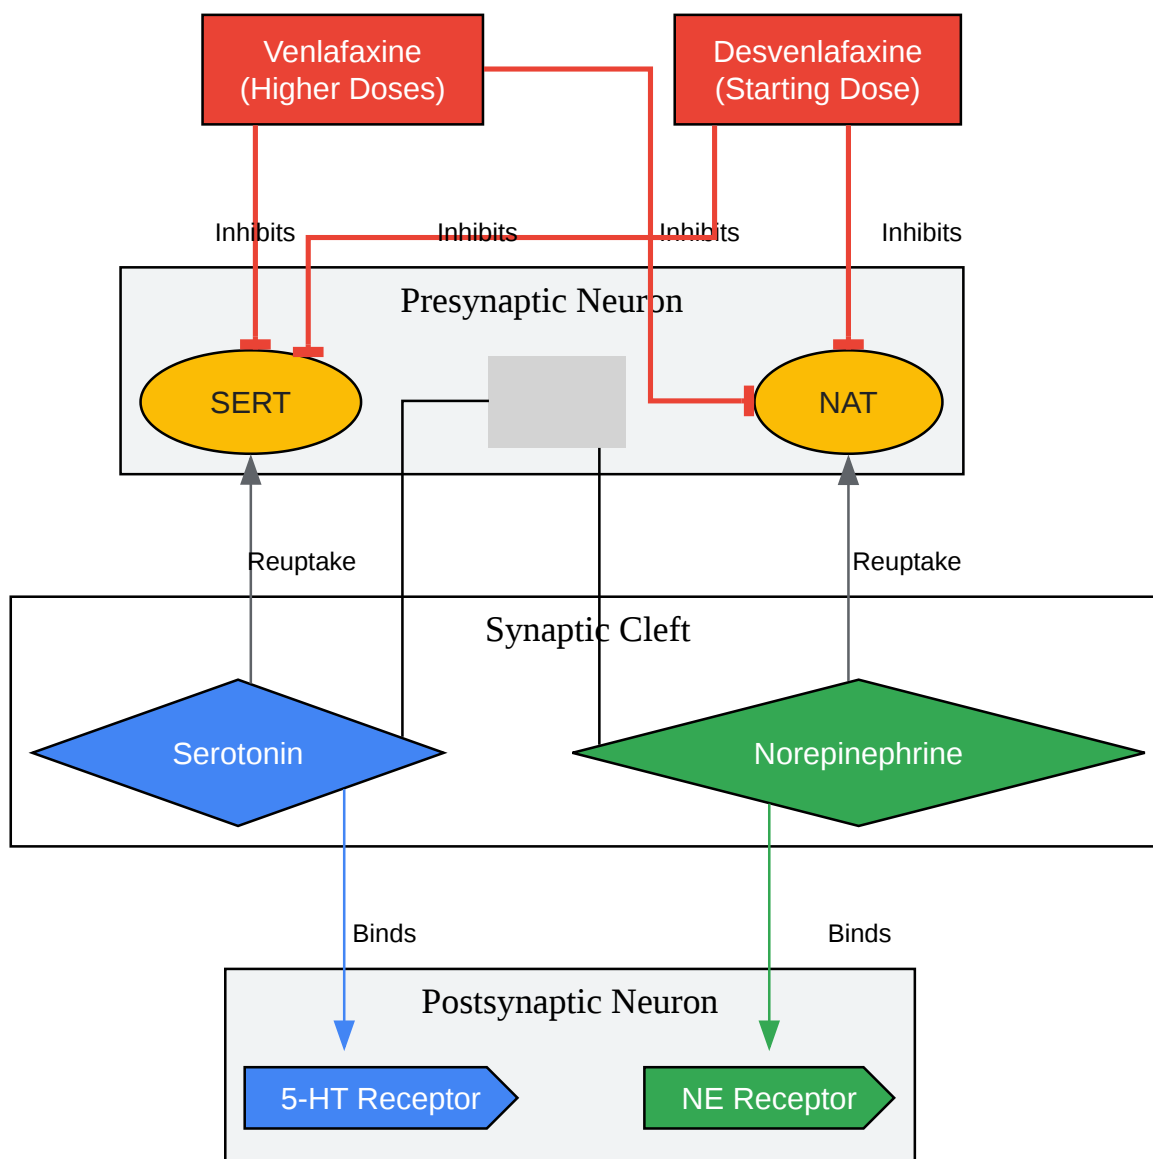 Venlafaxine
(Higher Doses)
Desvenlafaxine
(Starting Dose)
Inhibits
Inhibits
Inhibits
Inhibits
Presynaptic Neuron
SERT
NAT
Reuptake
Reuptake
Synaptic Cleft
Serotonin
Norepinephrine
Binds
Binds
Postsynaptic Neuron
5-HT Receptor
NE Receptor